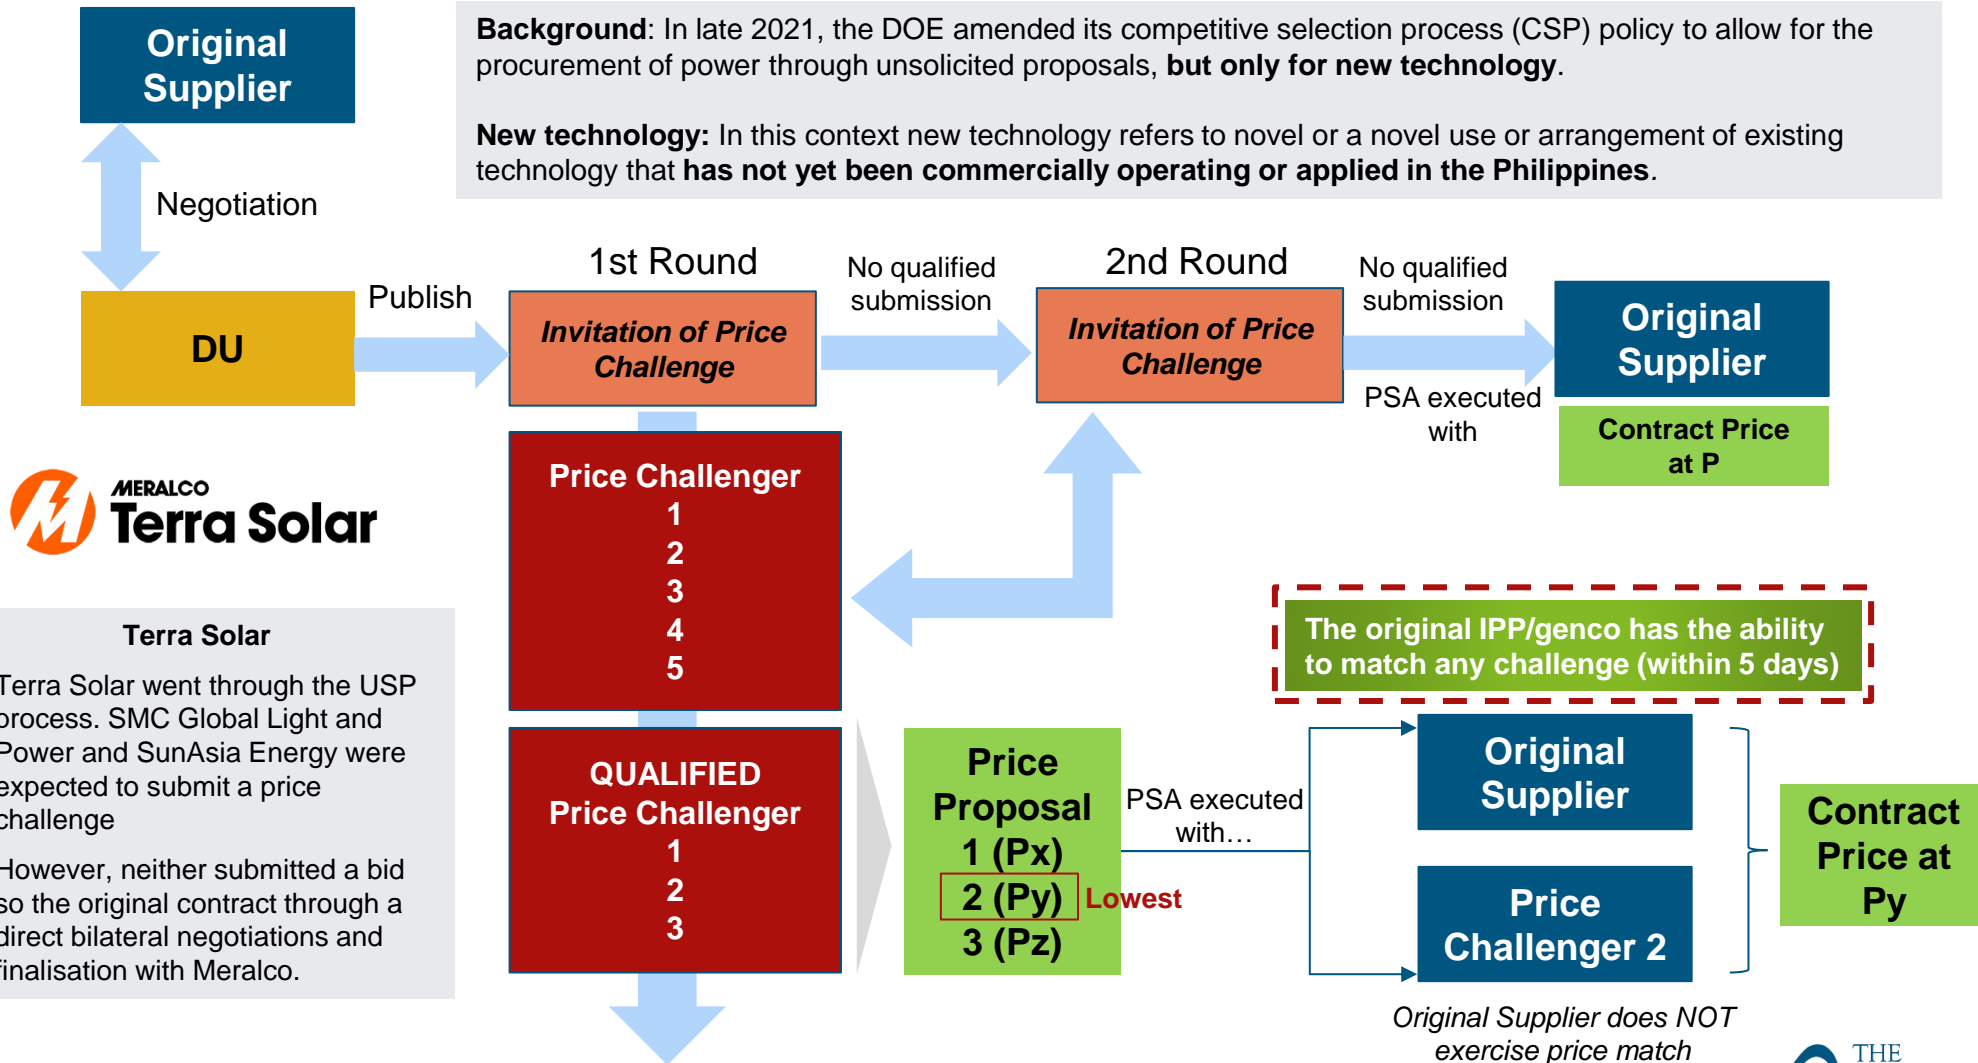 Original
Supplier
Background: In late 2021, the DOE amended its competitive selection process (CSP) policy to allow for the
procurement of power through unsolicited proposals, but only for new technology.
New technology: In this context new technology refers to novel or a novel use or arrangement of existing
technology that has not yet been commercially operating or applied in the Philippines.
Negotiation
DU
Publish
1st Round
Invitation of Price
Challenge
No qualified
submission
2nd Round
Invitation of Price
Challenge
No qualified
submission
PSA executed
with
Original
Supplier
Contract Price
at P
MERALCO
Terra Solar
Price Challenger
1
2
3
4
5
Terra Solar
Terra Solar went through the USP
process. SMC Global Light and
Power and SunAsia Energy were
expected to submit a price
challenge
However, neither submitted a bid
so the original contract through a
direct bilateral negotiations and
finalisation with Meralco.
QUALIFIED
Price Challenger
1
2
3
Price
Proposal
1 (Px)
2 (Py)
Lowest
3 (Pz)
PSA executed
with…
The original IPP/genco has the ability
to match any challenge (within 5 days)
Original
Supplier
Price
Challenger 2
Contract
Price at
Py
Original Supplier does NOT
exercise price match
THE